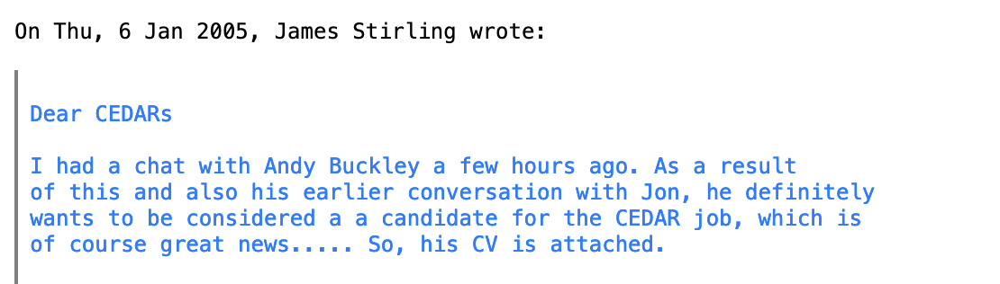 On Thu, 6 Jan 2005, James Stirling wrote:
Dear CEDARs
I had a chat with Andy Buckley a few hours ago. As a result
of this and also his earlier conversation with Jon, he definitely
wants to be considered a a candidate for the CEDAR job, which is
of course great news..... So, his CV is attached.